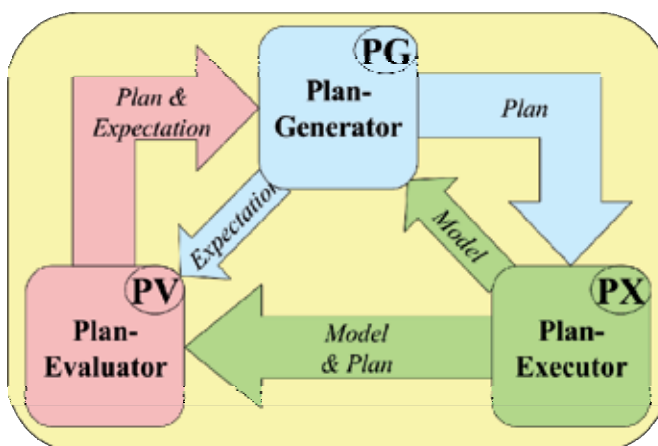 PG
Plan-
Generator
Plan &
Expectation
Plan
Expectation
Model
PV
Plan-
Evaluator
Model
& Plan
PX
Plan-
Executor